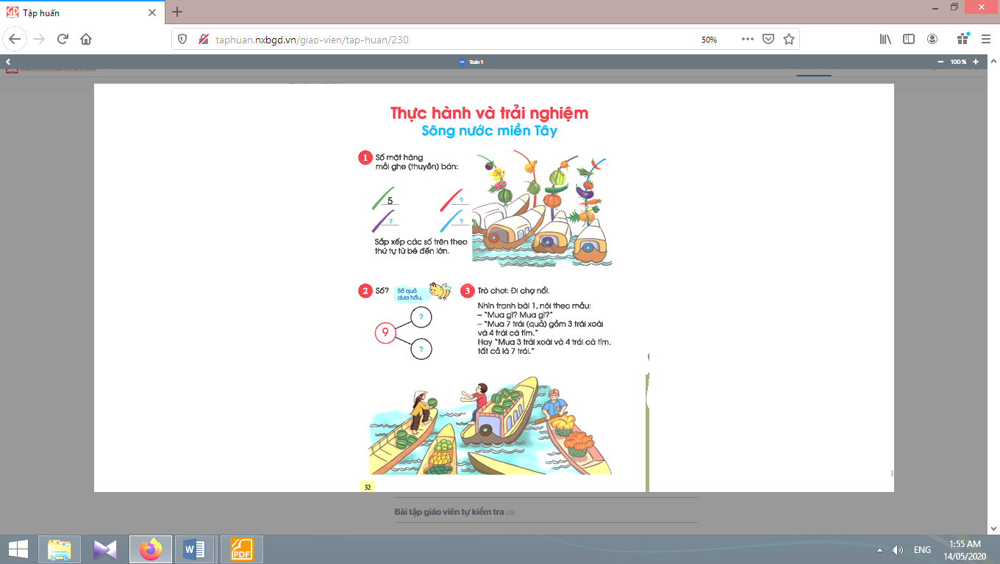 Tập huấn
taphuan.nxbgd.vn/giao-vien/tap-huan/230
50%
Toán 1
100 %
Thực hành và trải nghiệm
Sông nước miền Tây
1 Số mặt hàng
mỗi ghe (thuyền) bán:
5 ?
? ?
Sắp xếp các số trên theo
thứ tự từ bé đến lớn.
2 Số?
Số quả
dưa hấu.
9
?
?
3 Trò chơi: Đi chợ nổi.
Nhìn tranh bài 1, nói theo mẫu:
– “Mua gì? Mua gì?”
– “Mua 7 trái (quả) gồm 3 trái xoài
và 4 trái cà tím.”
Hay “Mua 3 trái xoài và 4 trái cà tím,
tất cả là 7 trái.”
52
Bài tập giáo viên tự kiểm tra ( 0)
PDF
ENG
1:55 AM
14/05/2020